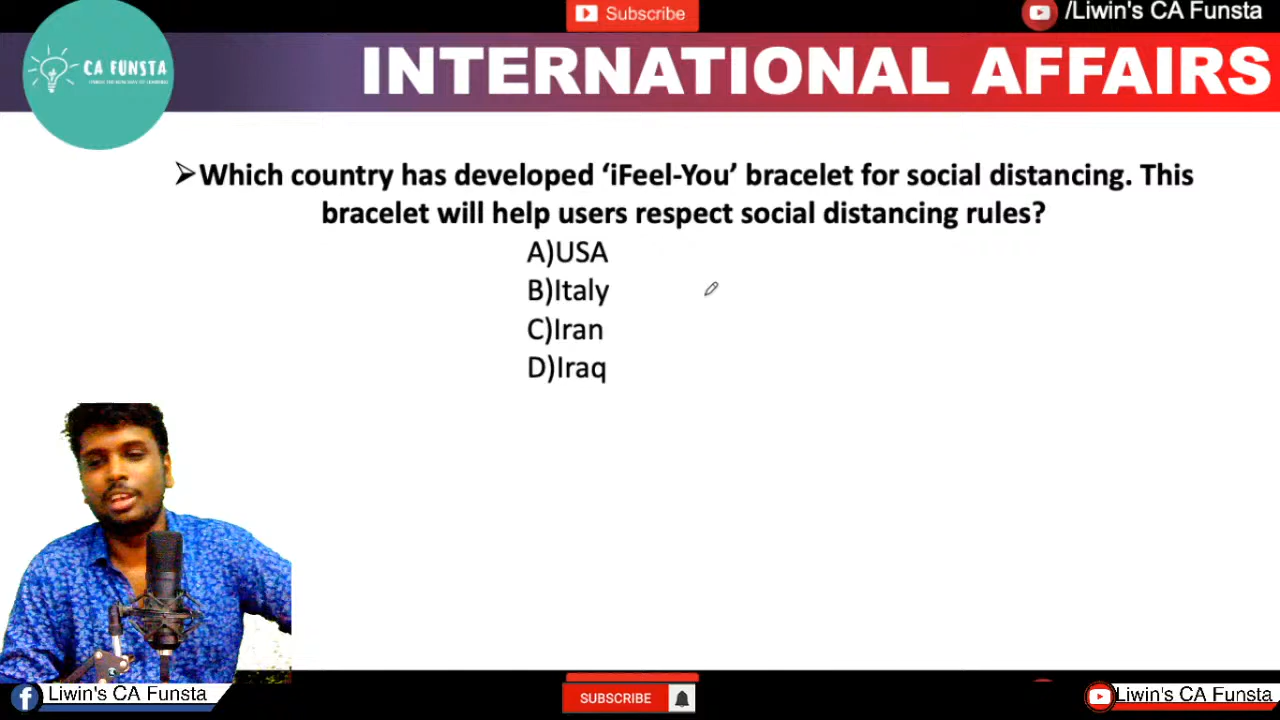 Subscribe
/Liwin's CA Funsta
CA FUNSTA
INTERNATIONAL AFFAIRS
➢Which country has developed ‘iFeel-You’ bracelet for social distancing. This
bracelet will help users respect social distancing rules?
A)USA
B)Italy
C)Iran
D)Iraq
Liwin's CA Funsta
SUBSCRIBE
Liwin's CA Funsta